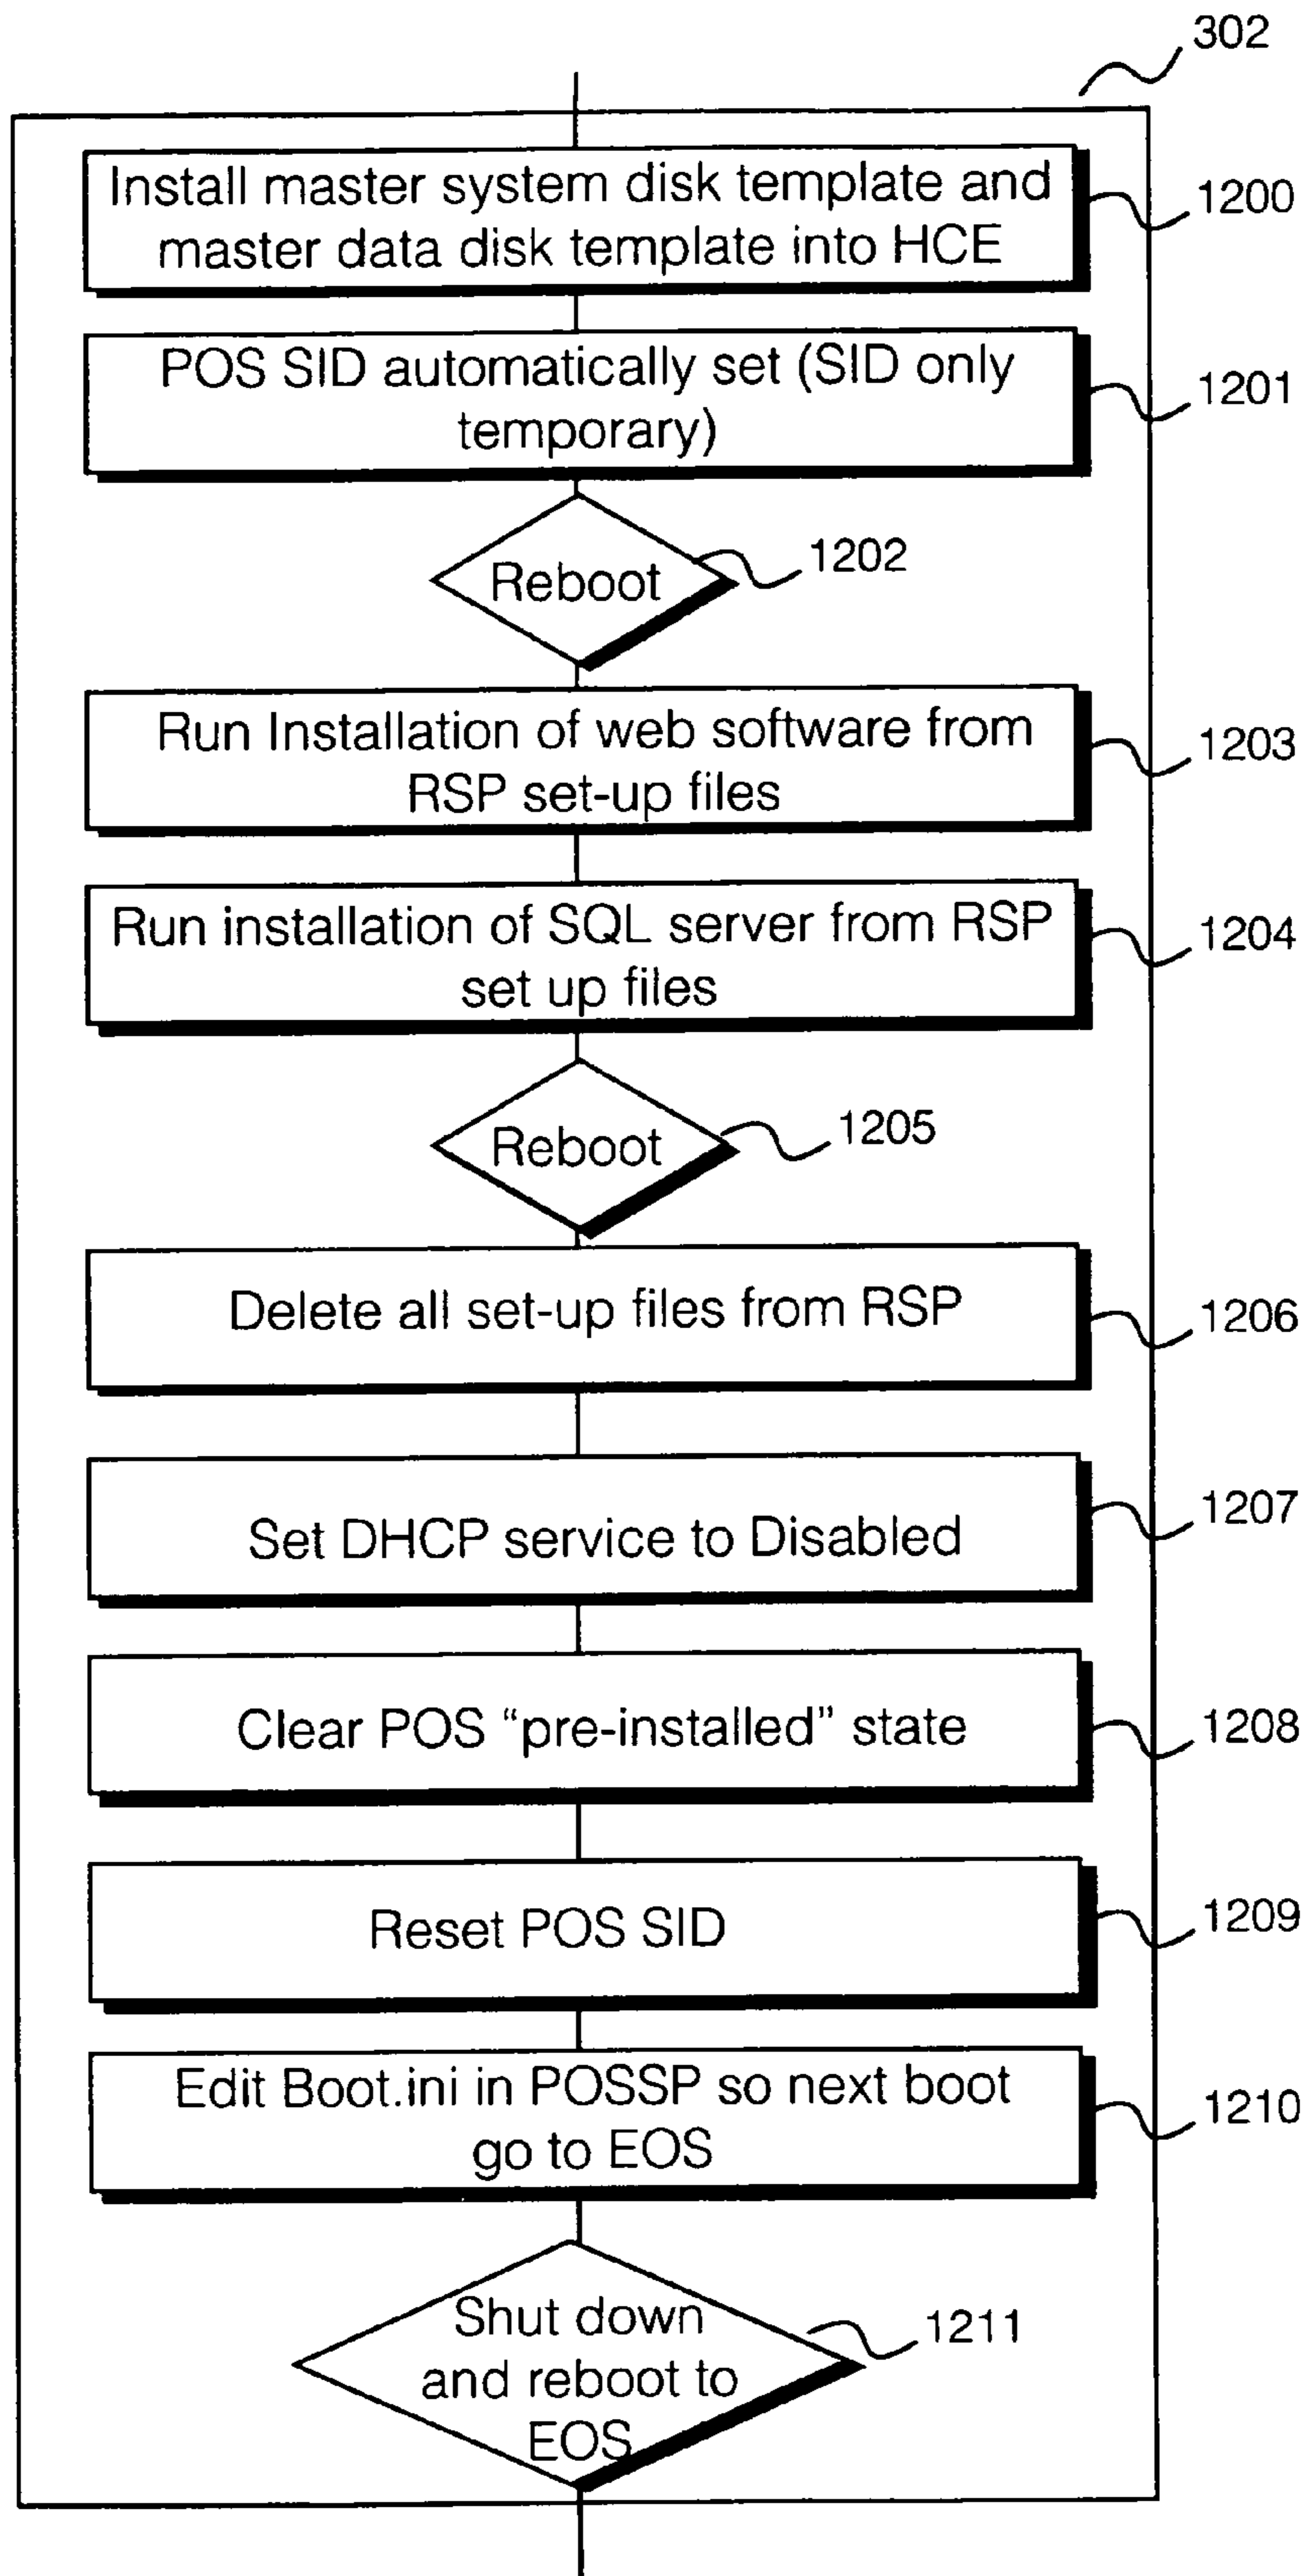 302
Install master system disk template and
master data disk template into HCE
1200
POS SID automatically set (SID only
temporary)
1201
Reboot
1202
Run Installation of web software from
RSP set-up files
1203
Run installation of SQL server from RSP
set up files
1204
Reboot
1205
Delete all set-up files from RSP
1206
Set DHCP service to Disabled
1207
Clear POS “pre-installed” state
1208
Reset POS SID
1209
Edit Boot.ini in POSSP so next boot
go to EOS
1210
Shut down
and reboot to
EOS
1211